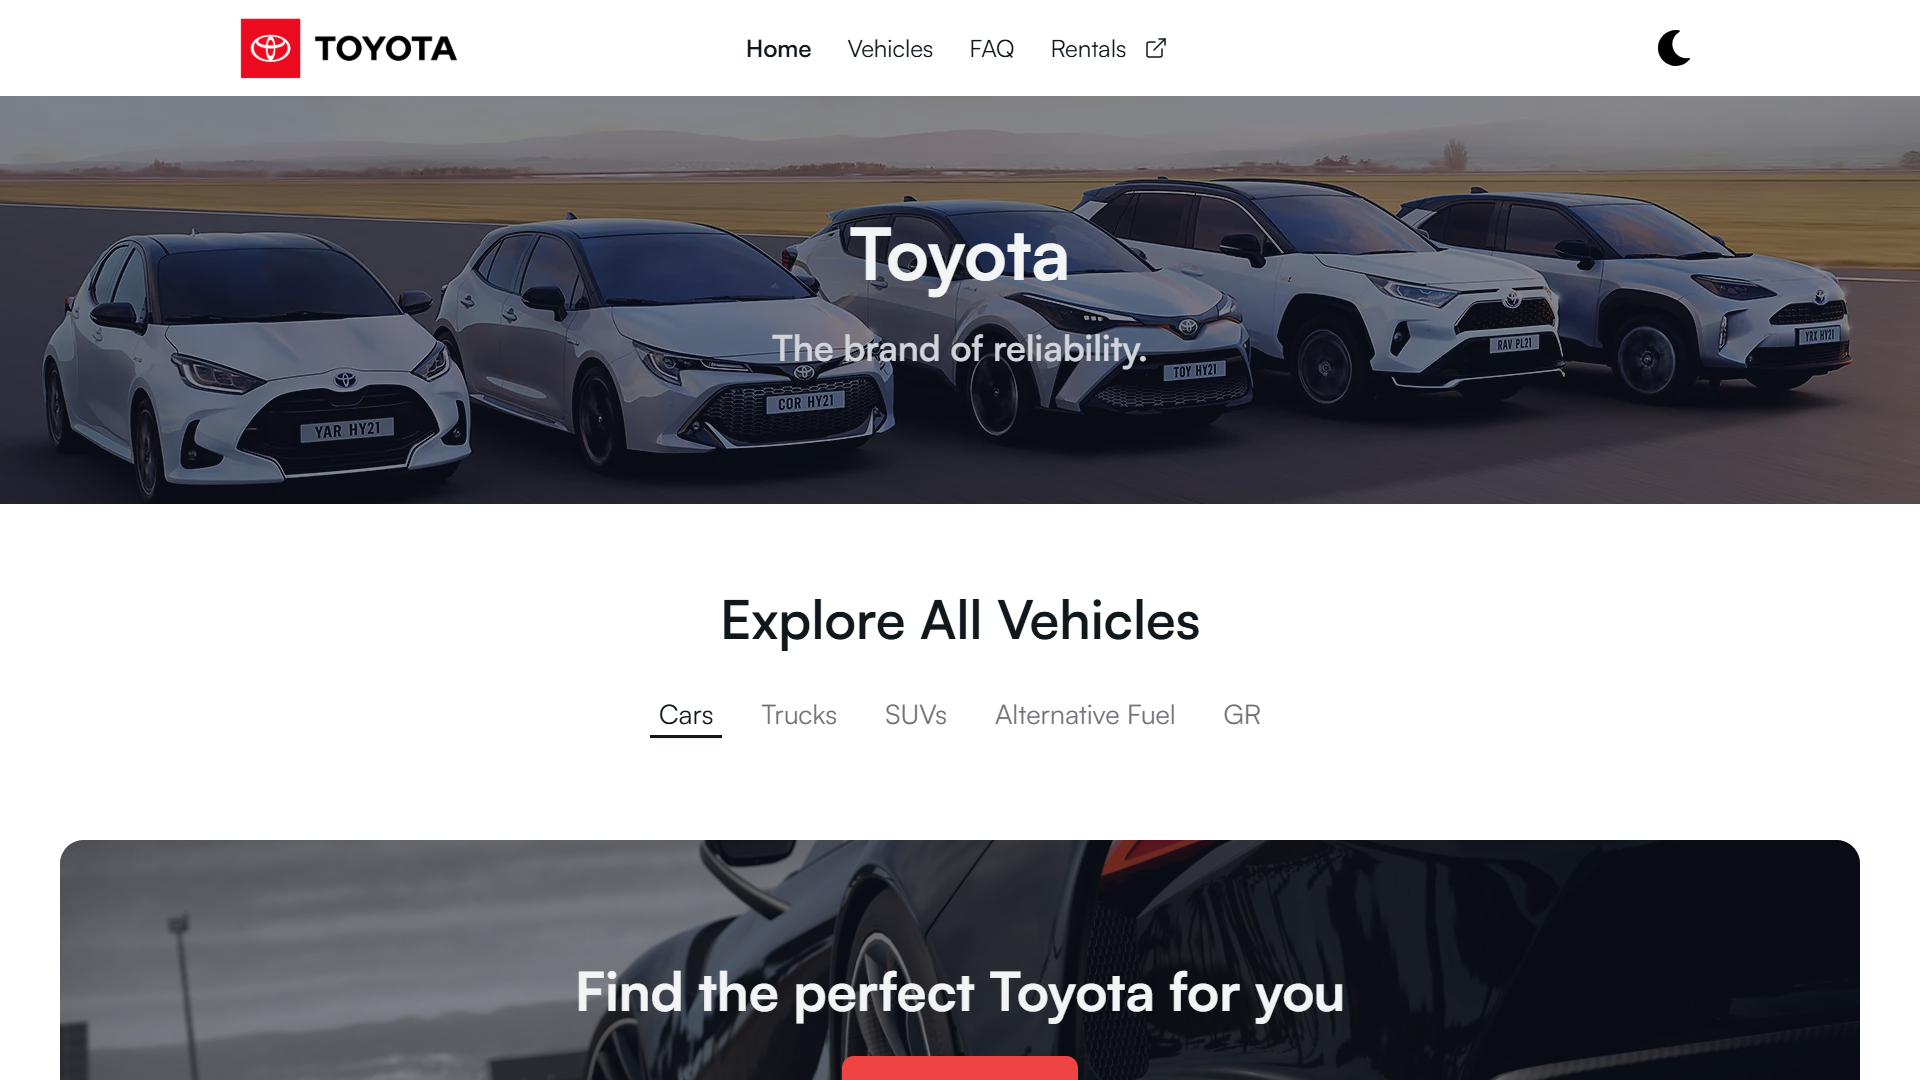 TOYOTA
Home Vehicles FAQ Rentals
Toyota
The brand of reliability.
YAR HY21
COR HY21
TOY HY21
RAV PL21
YRX HY21
Explore All Vehicles
Cars Trucks SUVs Alternative Fuel GR
Find the perfect Toyota for you